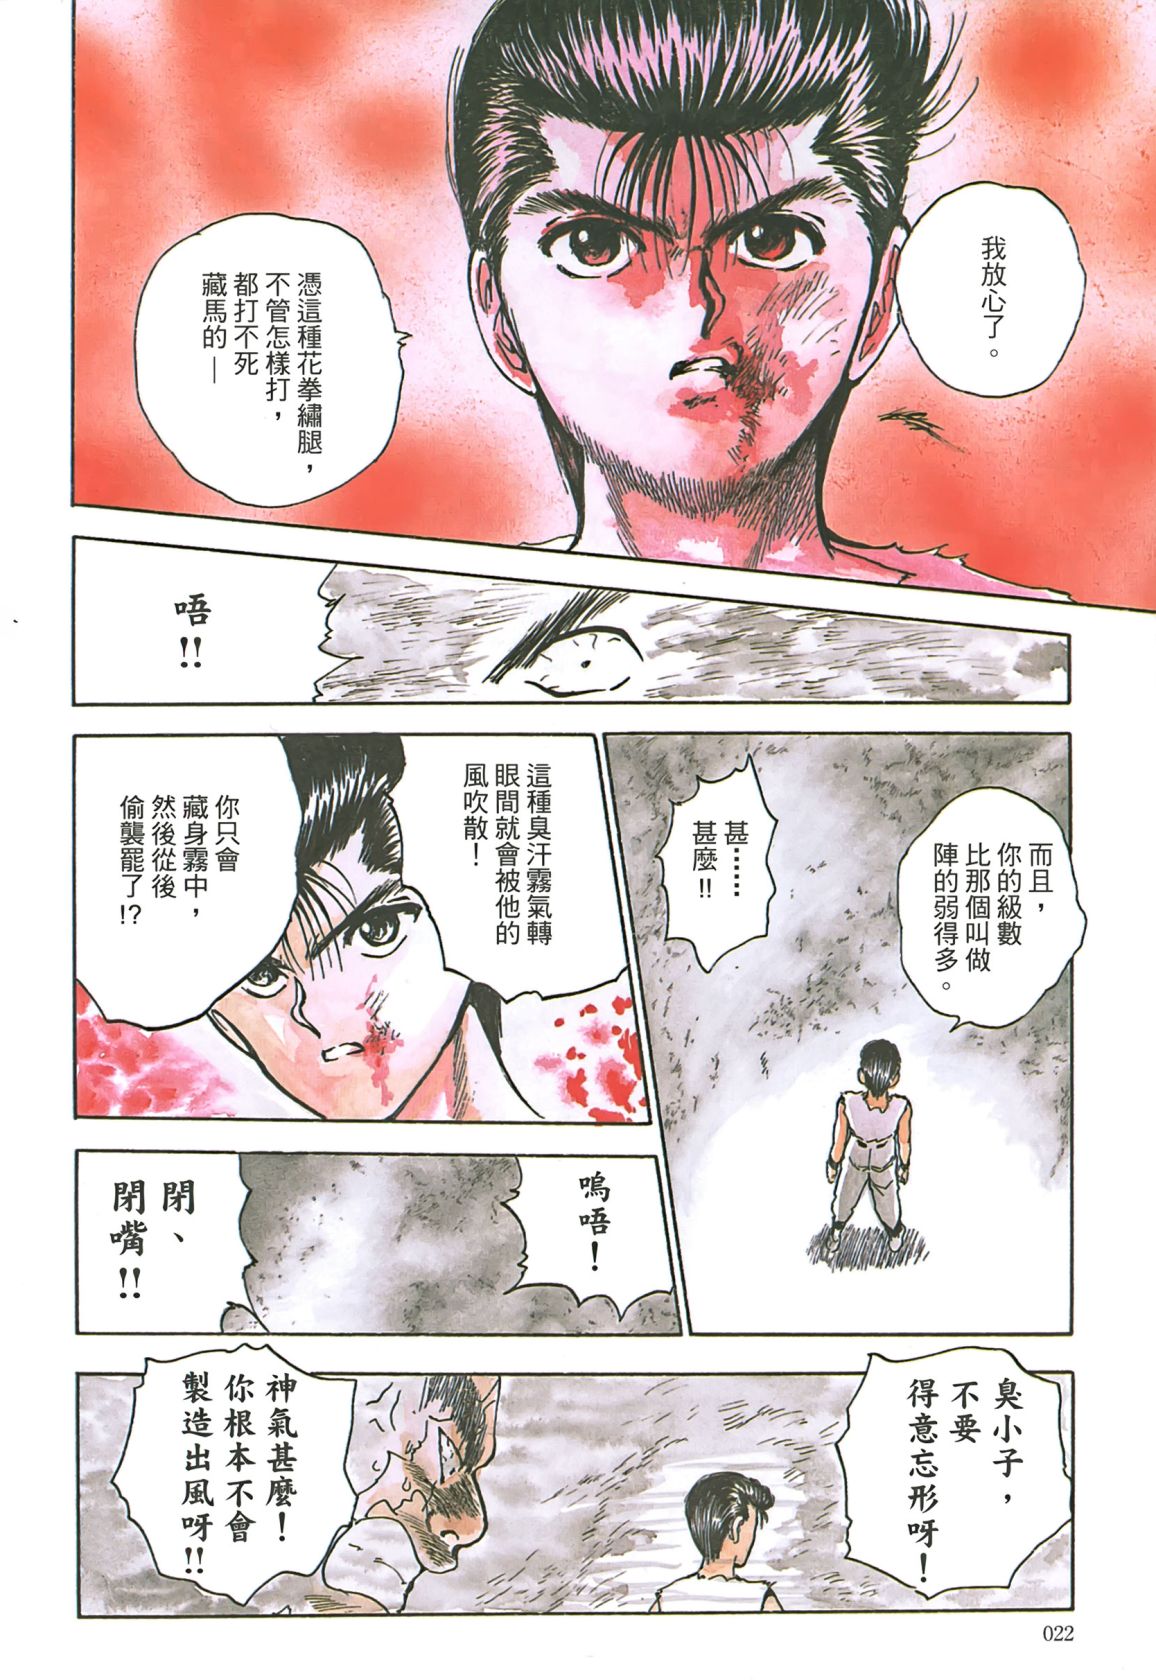 我放心了。
憑這種花拳繡腿，
不管怎樣打，
都打不死
藏馬的—
唔!!
而且，
你的級數
比那個叫做
陣的弱得多。
甚……
甚麼!!
這種臭汗霧氣轉
眼間就會被他的
風吹散！
你只會
藏身霧中，
然後從後
偷襲罷了!?
嗚唔！
閉、
閉嘴!!
臭小子，
不要
得意忘形呀！
神氣甚麼！
你根本不會
製造出風呀!!
022